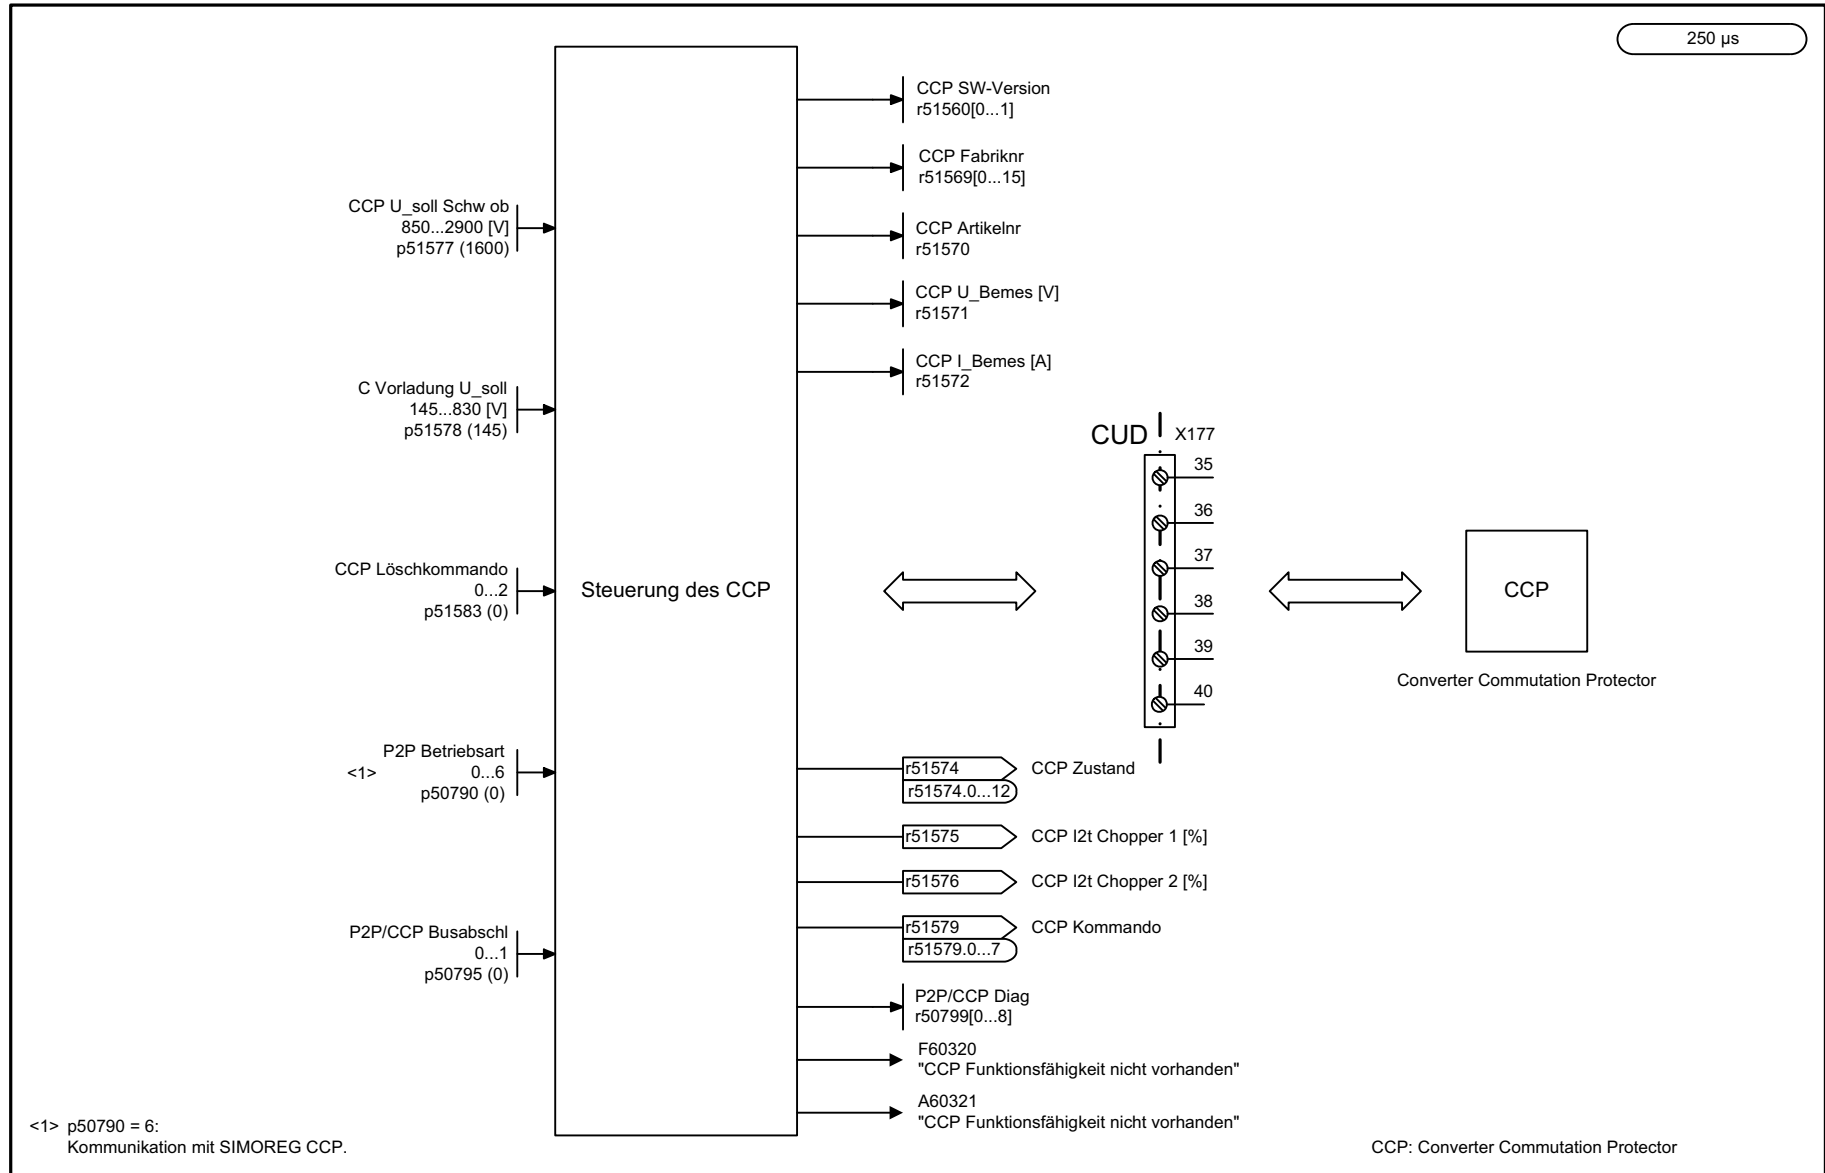 250 µs
CCP SW-Version
r51560[0...1]
CCP Fabriknr
r51569[0...15]
CCP U_soll Schw ob
850...2900 [V]
p51577 (1600)
CCP Artikelnr
r51570
CCP U_Bemes [V]
r51571
CCP I_Bemes [A]
r51572
C Vorladung U_soll
145...830 [V]
p51578 (145)
CUD
X177
35
36
37
38
39
40
CCP Löschkommando
0...2
p51583 (0)
Steuerung des CCP
CCP
Converter Commutation Protector
P2P Betriebsart
<1> 0...6
p50790 (0)
r51574 CCP Zustand
r51574.0...12
r51575 CCP I2t Chopper 1 [%]
r51576 CCP I2t Chopper 2 [%]
r51579 CCP Kommando
r51579.0...7
P2P/CCP Busabschl
0...1
p50795 (0)
P2P/CCP Diag
r50799[0...8]
F60320
"CCP Funktionsfähigkeit nicht vorhanden"
A60321
"CCP Funktionsfähigkeit nicht vorhanden"
<1> p50790 = 6:
Kommunikation mit SIMOREG CCP.
CCP: Converter Commutation Protector